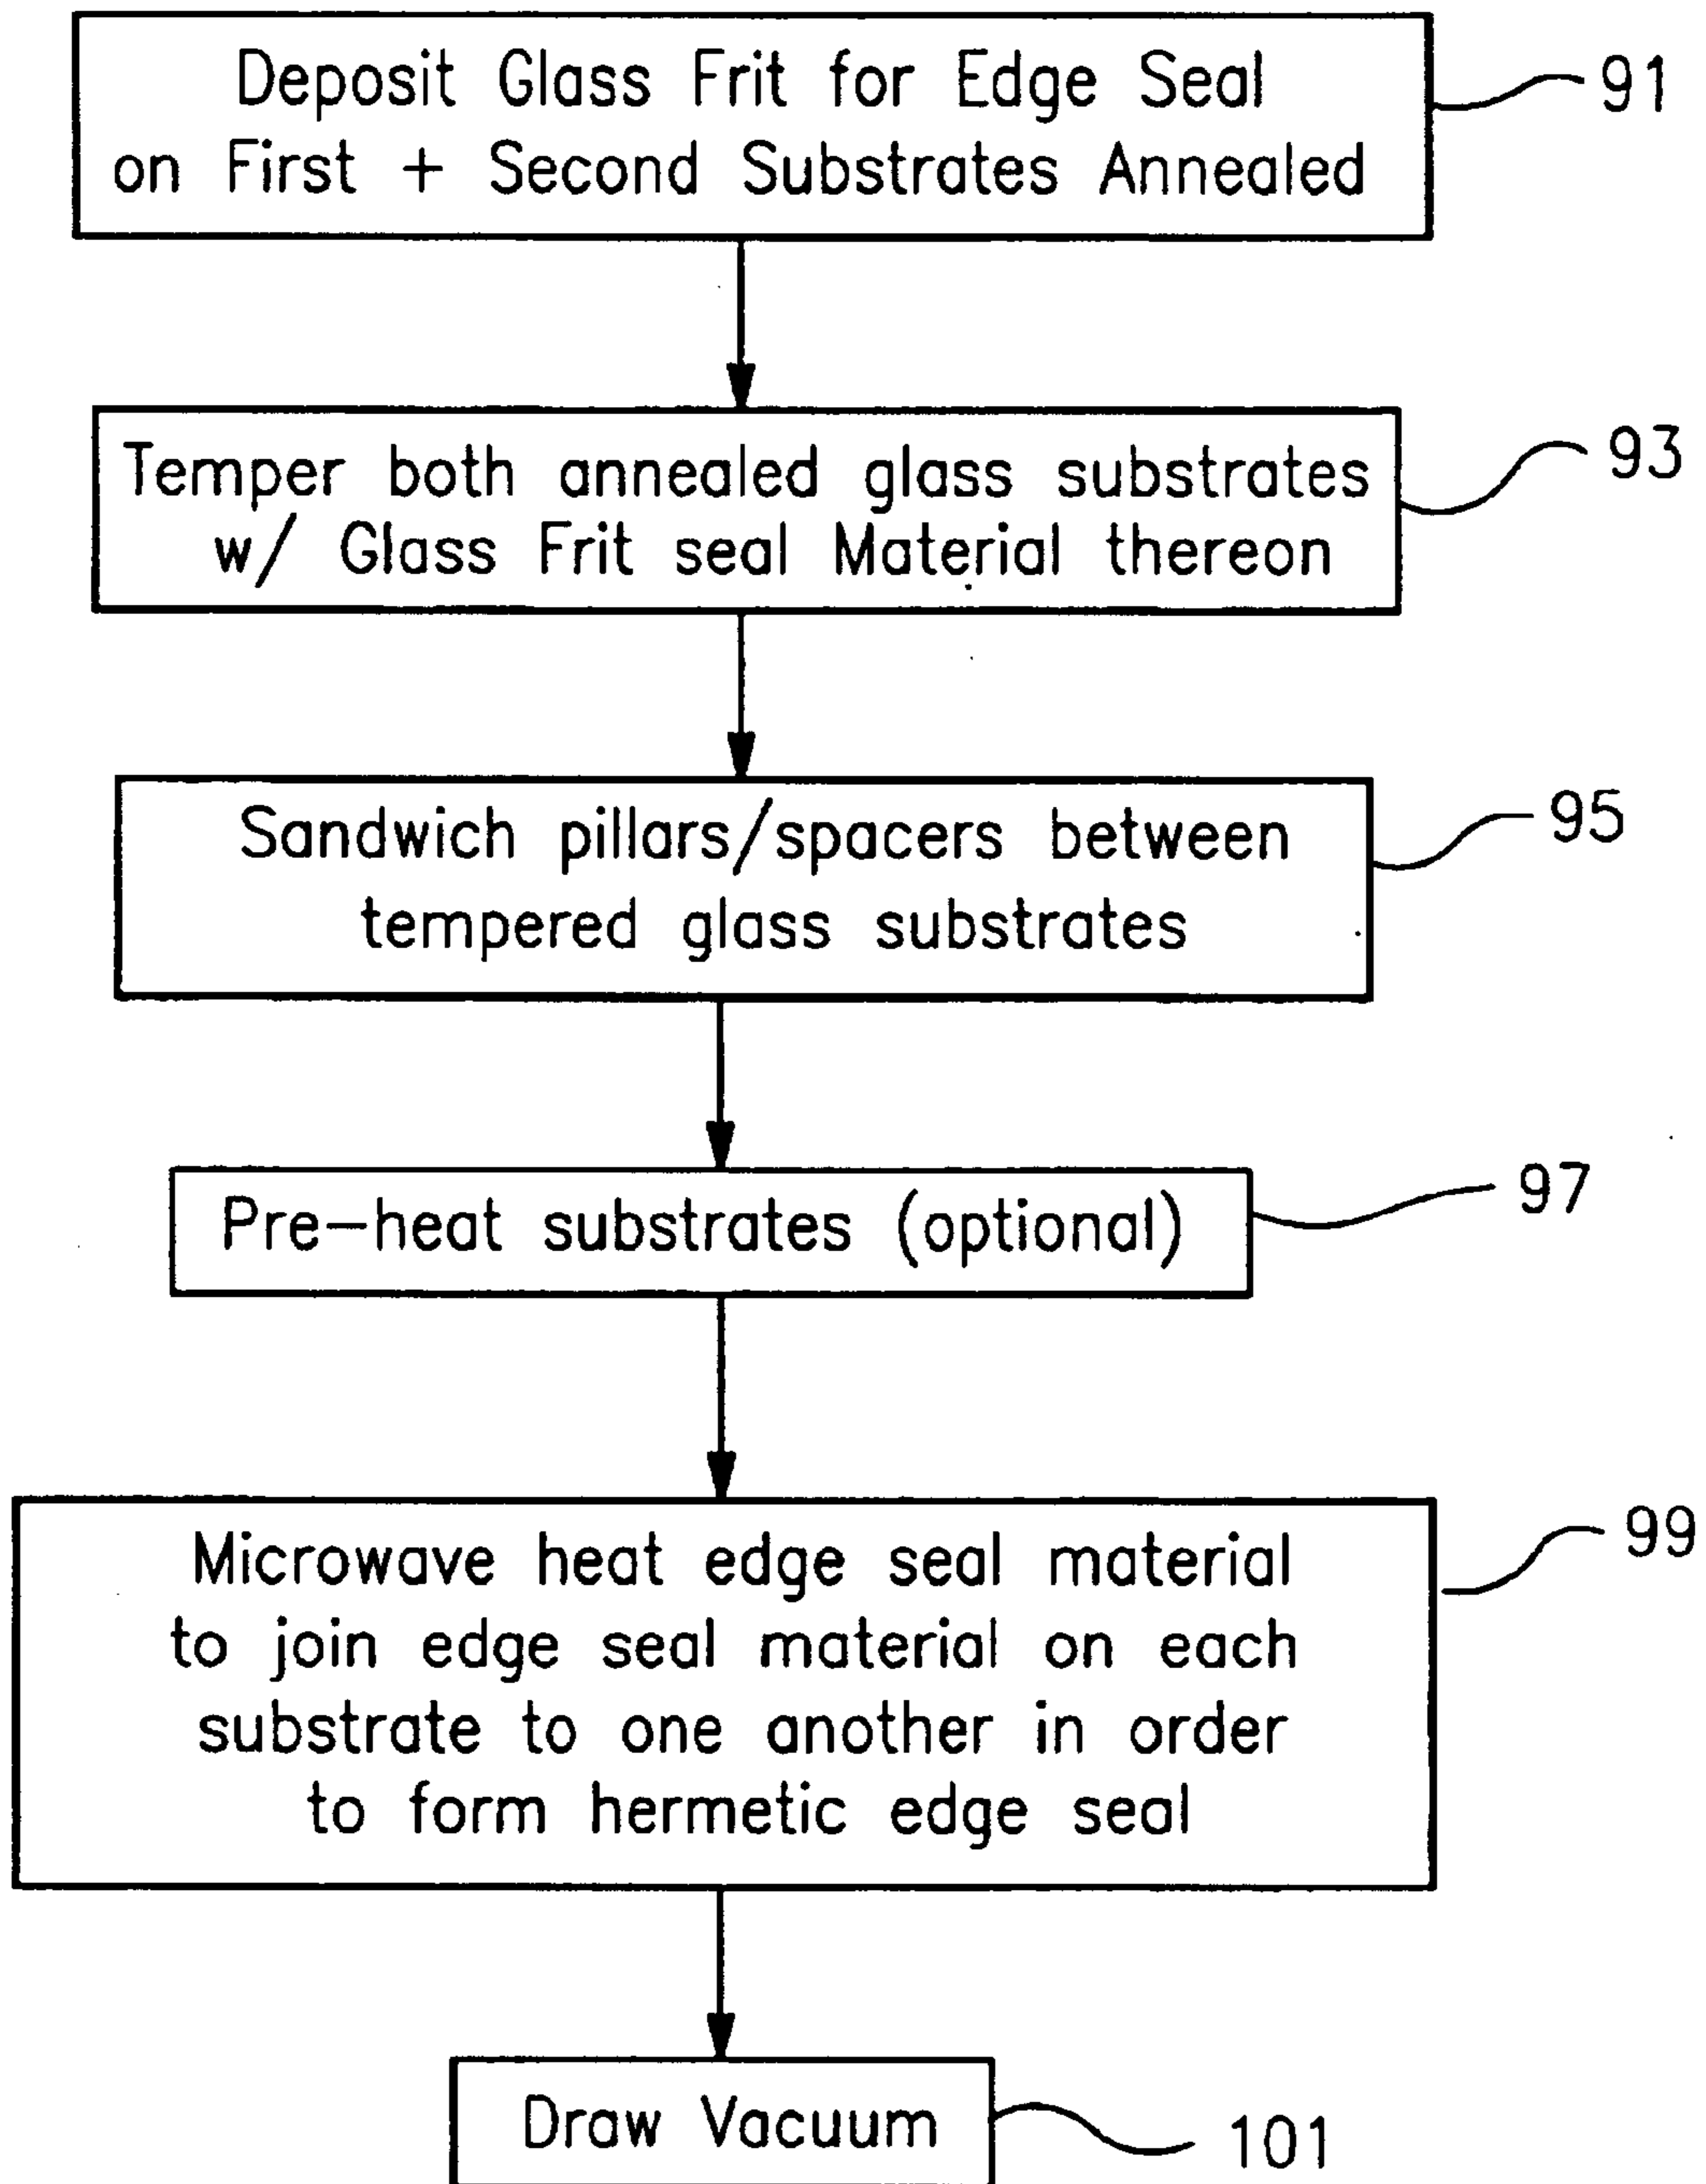 Deposit Glass Frit for Edge Seal
on First + Second Substrates Annealed
91
Temper both annealed glass substrates
w/ Glass Frit seal Material thereon
93
Sandwich pillars/spacers between
tempered glass substrates
95
Pre-heat substrates (optional)
97
Microwave heat edge seal material
to join edge seal material on each
substrate to one another in order
to form hermetic edge seal
99
Draw Vacuum
101